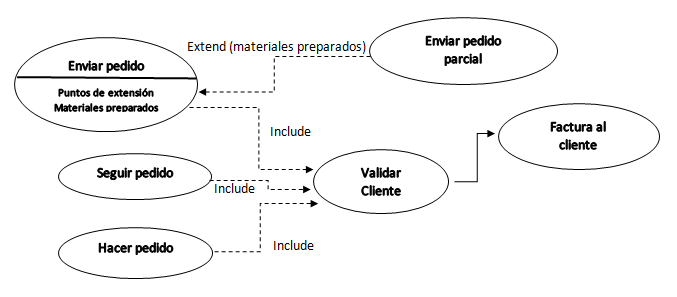 Extend (materiales preparados)
Enviar pedido
parcial
Enviar pedido
Puntos de extensión
Materiales preparados
Include
Factura al
cliente
Seguir pedido
Include
Validar
Cliente
Hacer pedido
Include